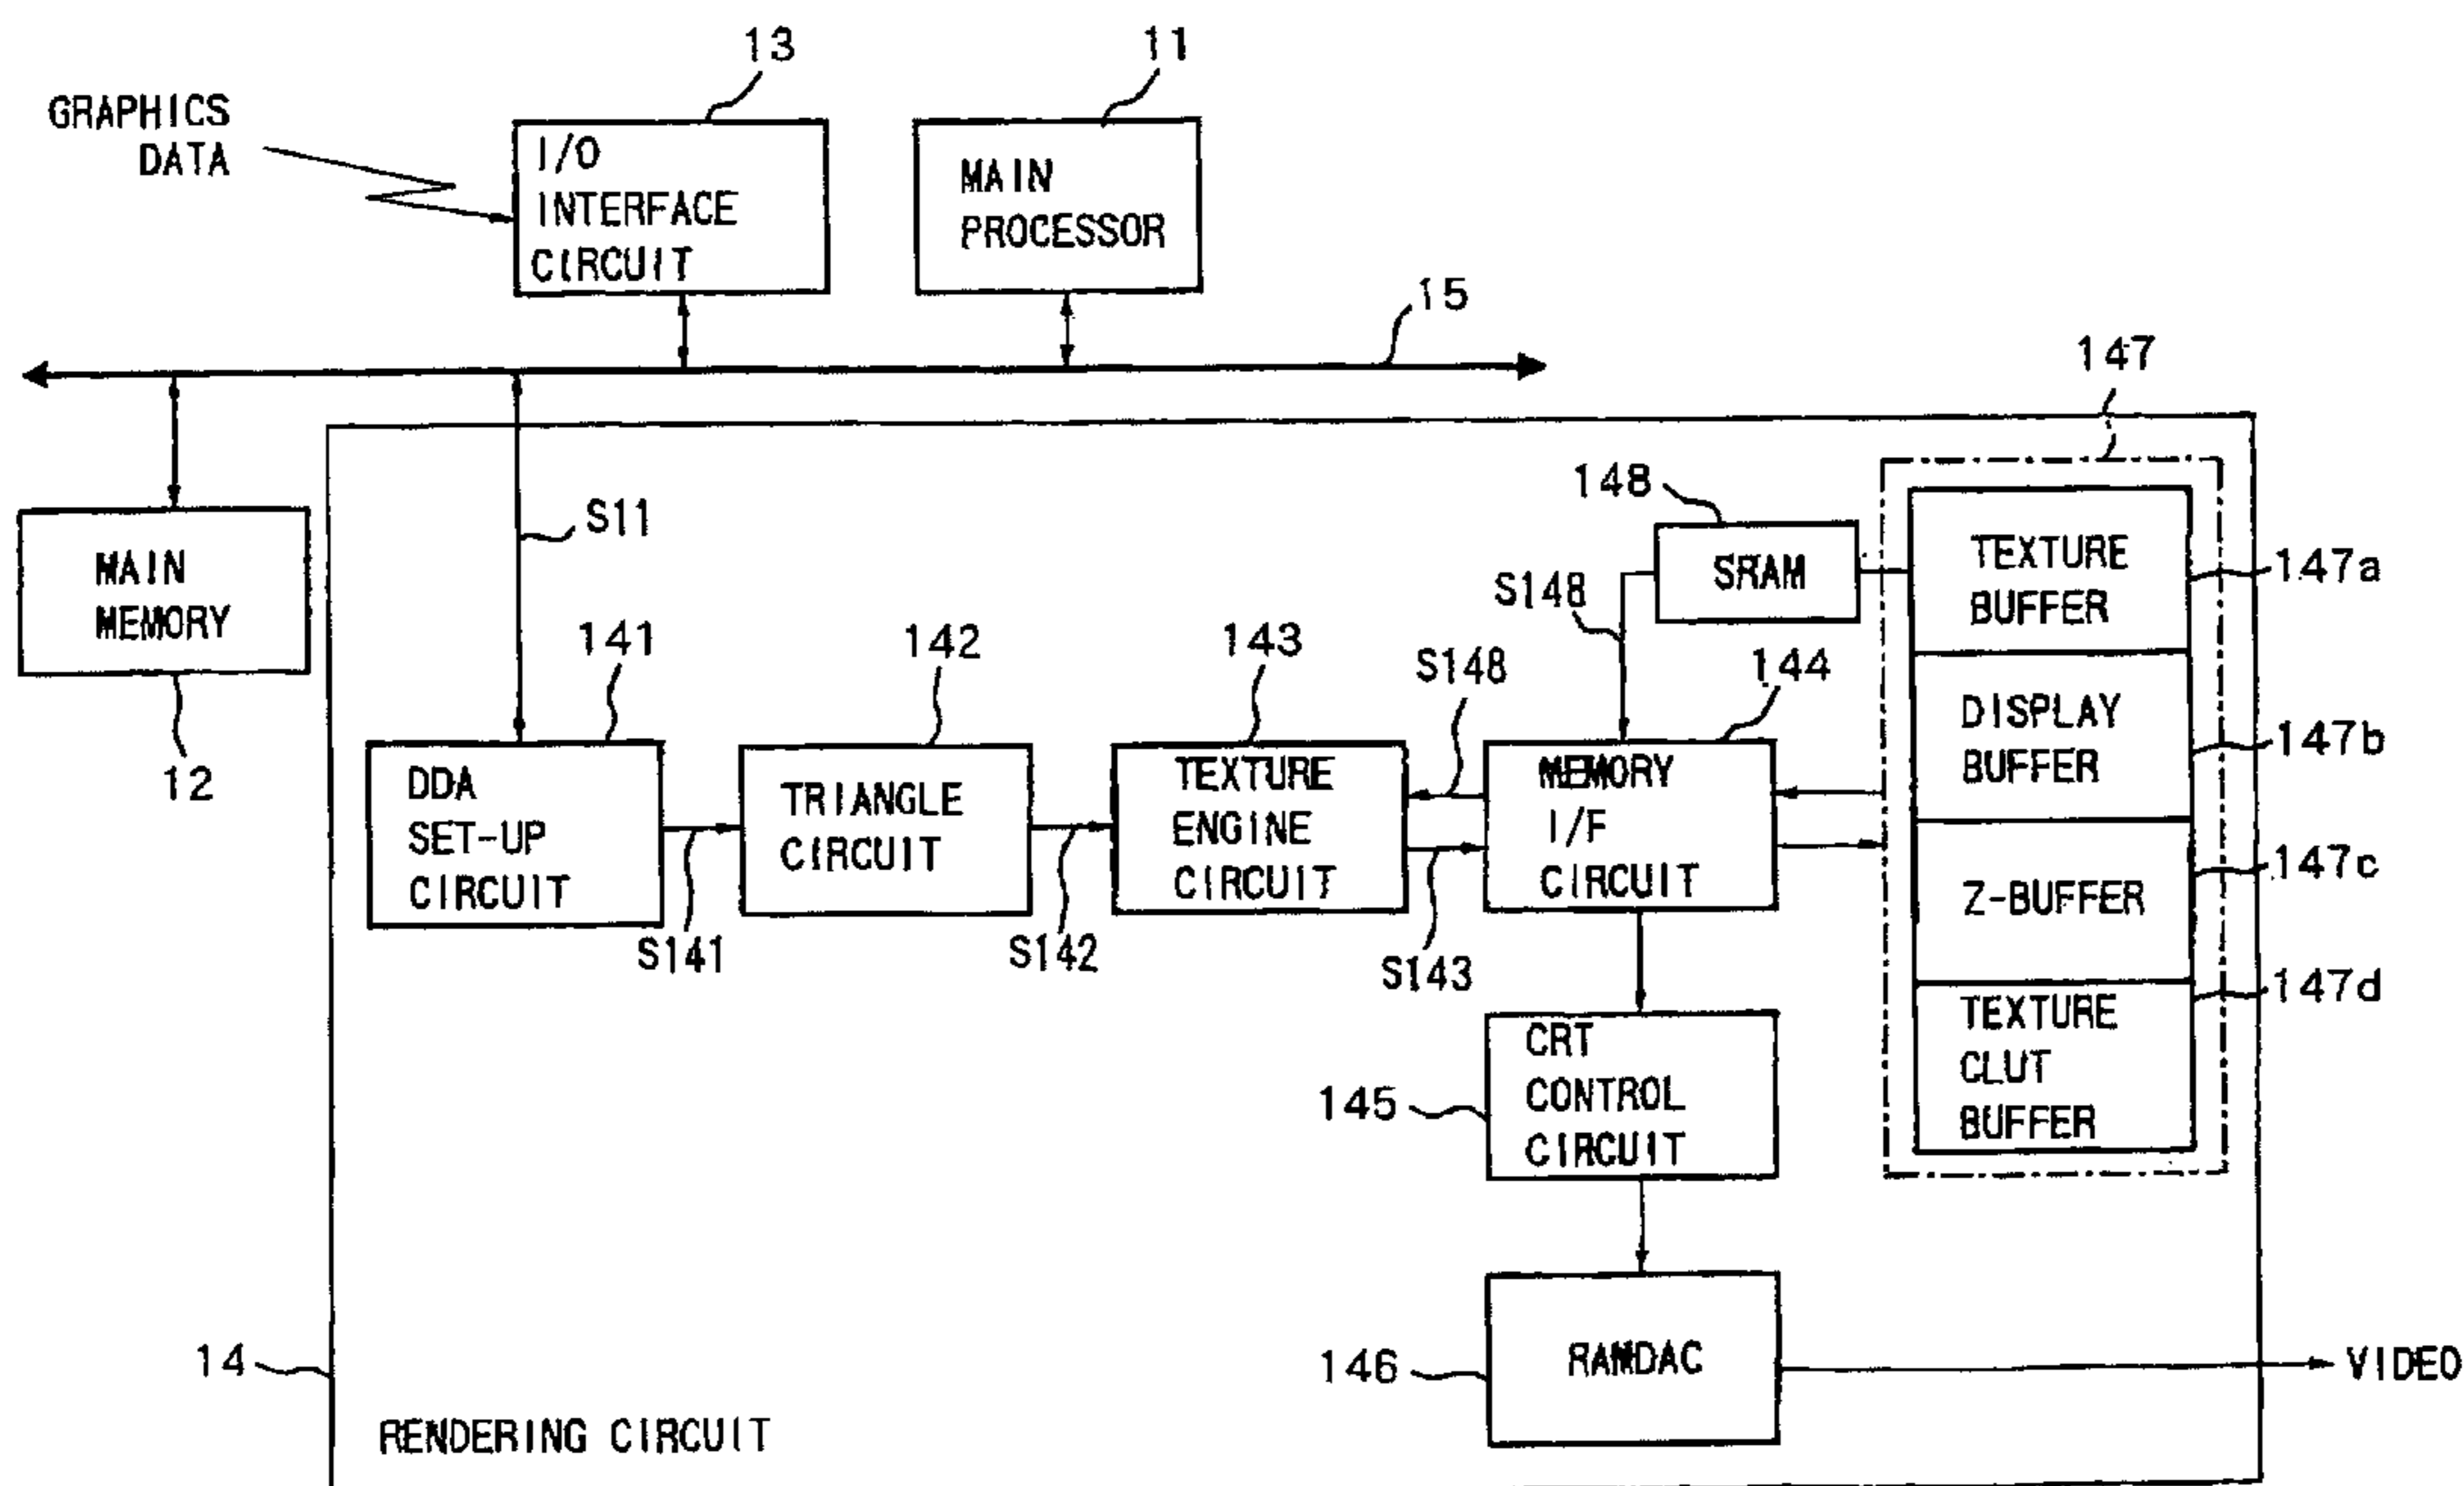 13
11
GRAPHICS
DATA
I/O
INTERFACE
CIRCUIT
MAIN
PROCESSOR
15
147
148
S11
MAIN
MEMORY
12
SRAM
S148
TEXTURE
BUFFER
147a
141
142
143
S148
144
DISPLAY
BUFFER
147b
DDA
SET-UP
CIRCUIT
TRIANGLE
CIRCUIT
TEXTURE
ENGINE
CIRCUIT
MEMORY
I/F
CIRCUIT
Z-BUFFER
147c
S141
S142
S143
147d
TEXTURE
CLUT
BUFFER
CRT
CONTROL
CIRCUIT
145
146
RAMDAC
VIDEO
14
RENDERING CIRCUIT